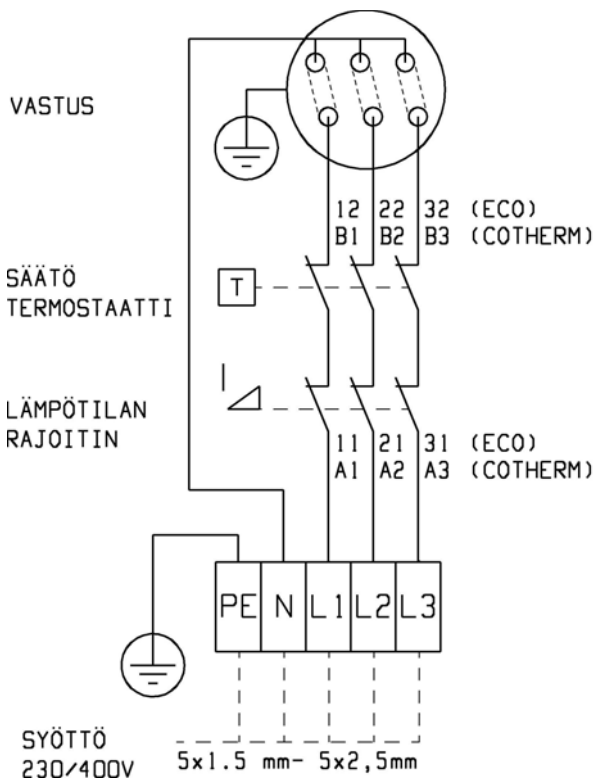 VASTUS
12 22 32 (ECO)
B1 B2 B3 (COTHERM)
SÄÄTÖ
TERMOSTAATTI
T
LÄMPÖTILAN
RAJOITIN
11 21 31 (ECO)
A1 A2 A3 (COTHERM)
PE N L1 L2 L3
SYÖTTÖ
230/400V
5x1.5 mm- 5x2,5mm